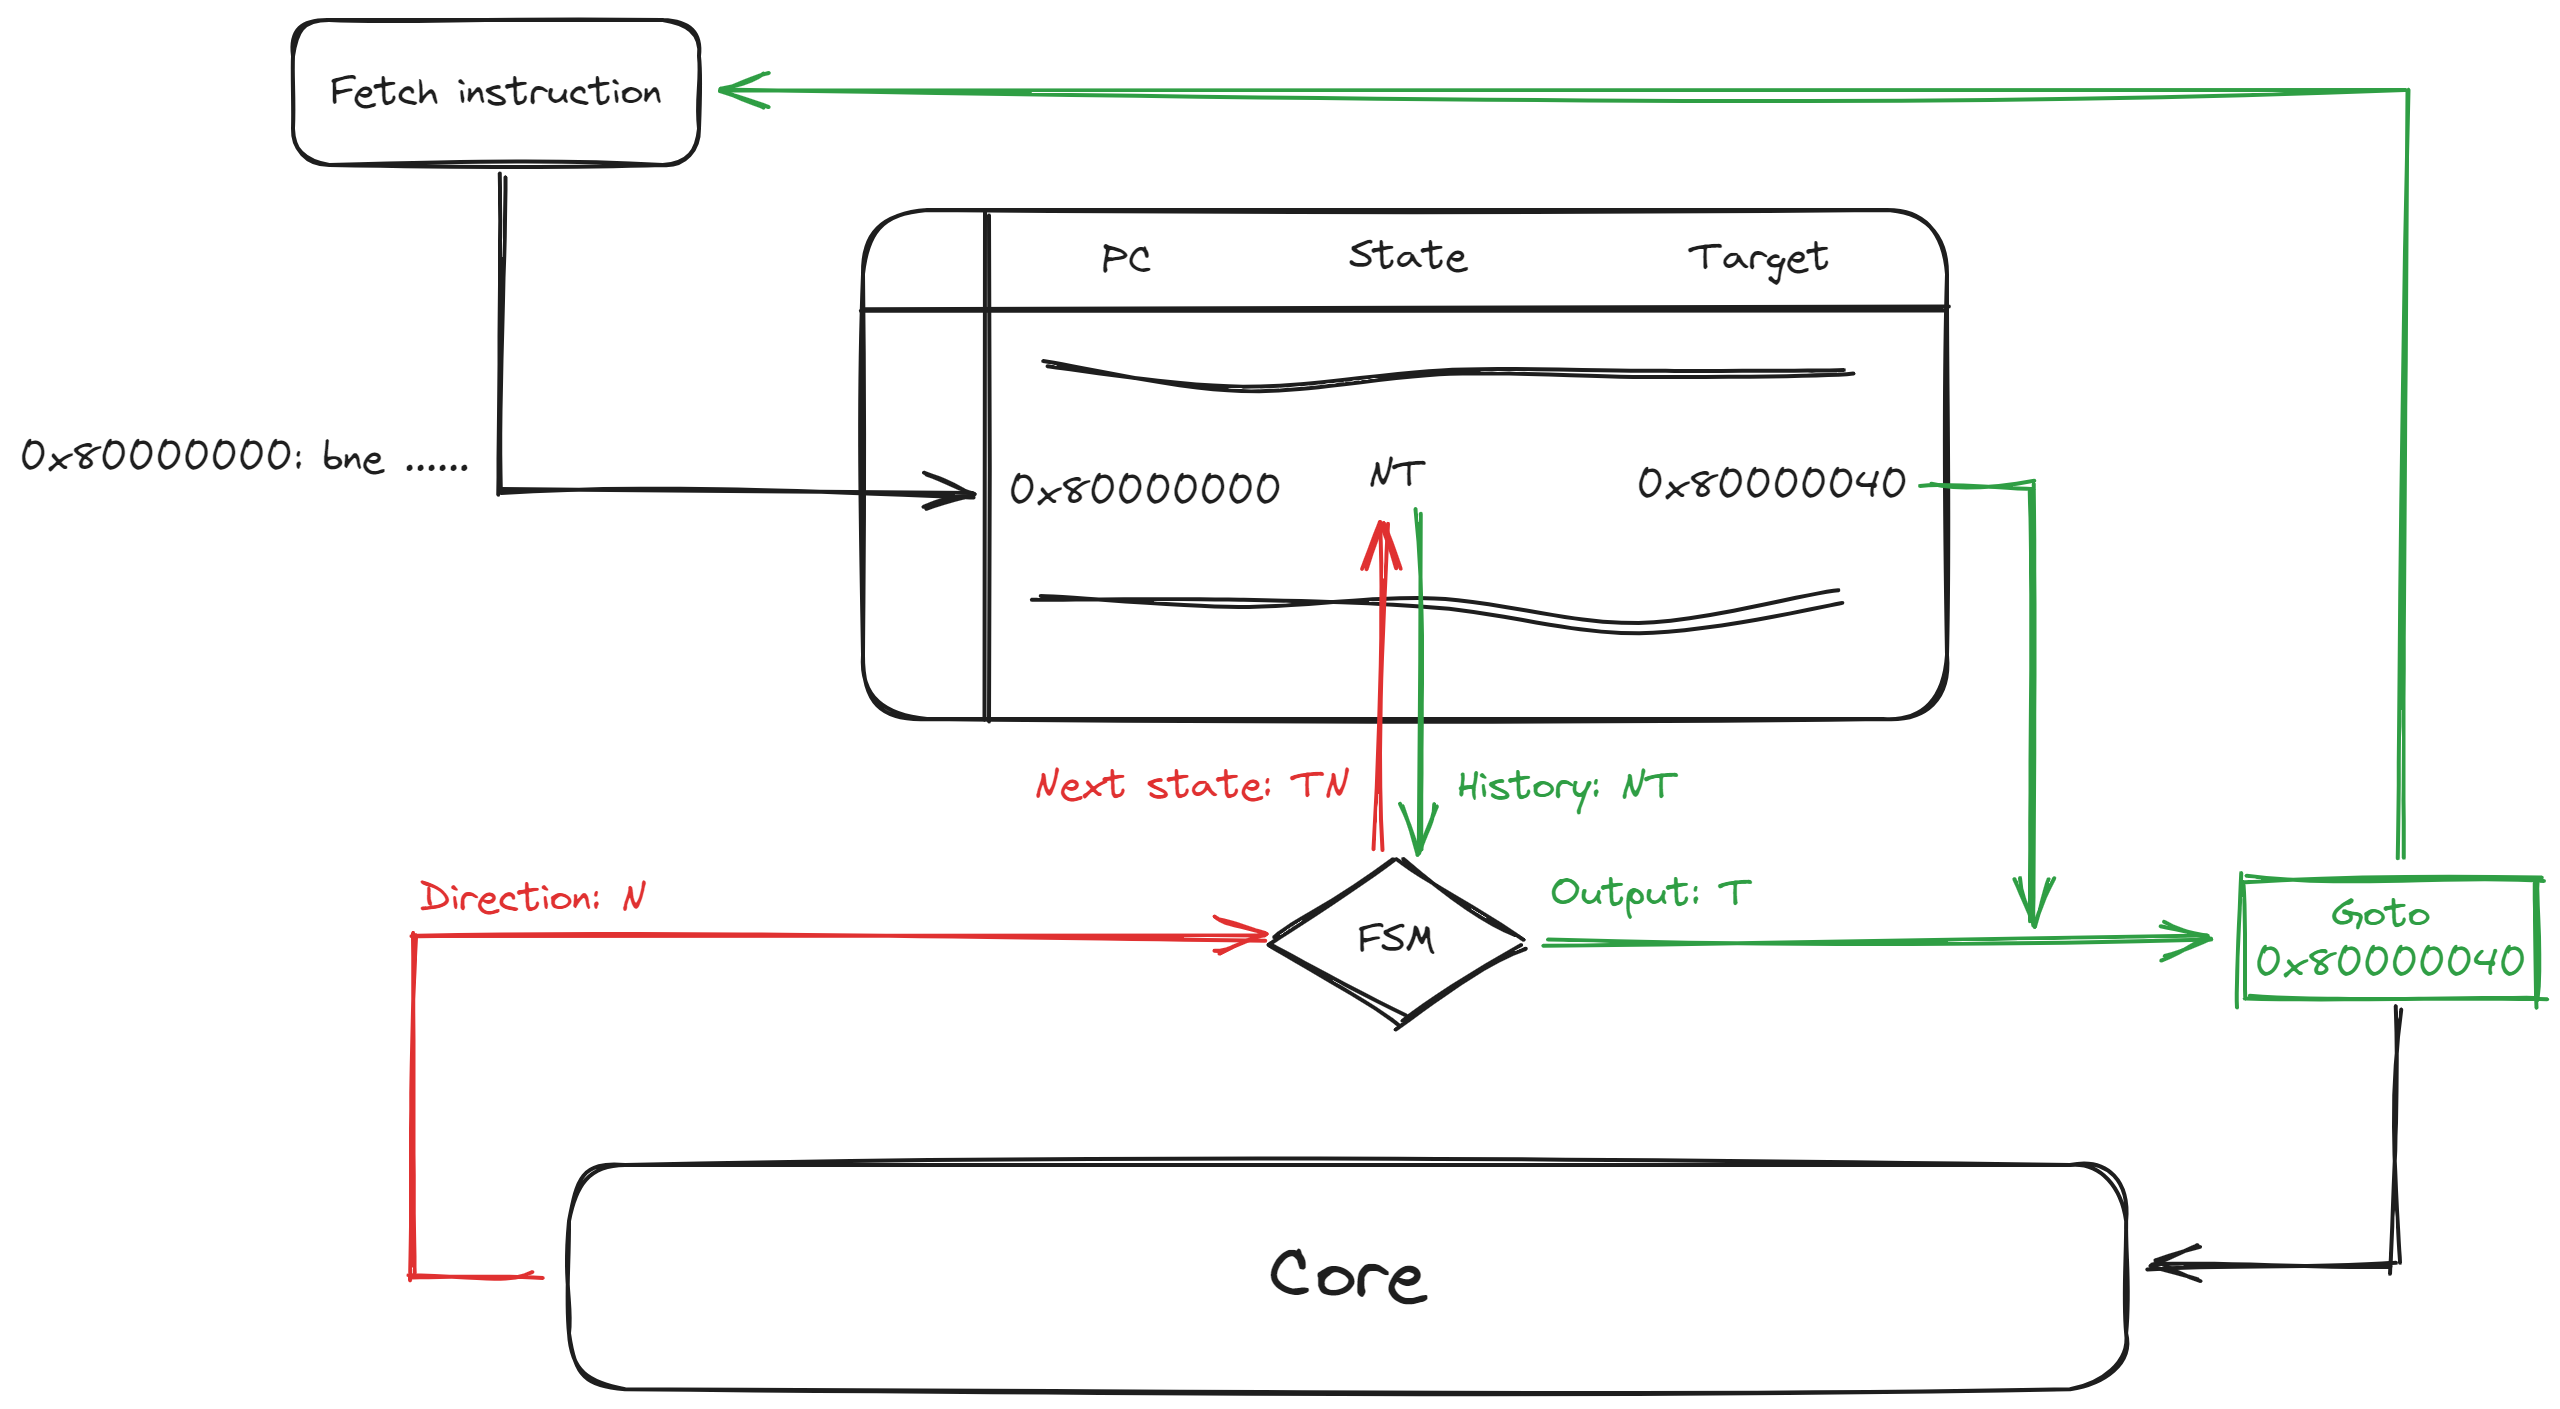 Fetch instruction
PC State Target
0x80000000: bne ......
0x80000000 NT 0x80000040
Next state: TN
History: NT
Direction: N
Output: T
FSM
Goto
0x80000040
Core